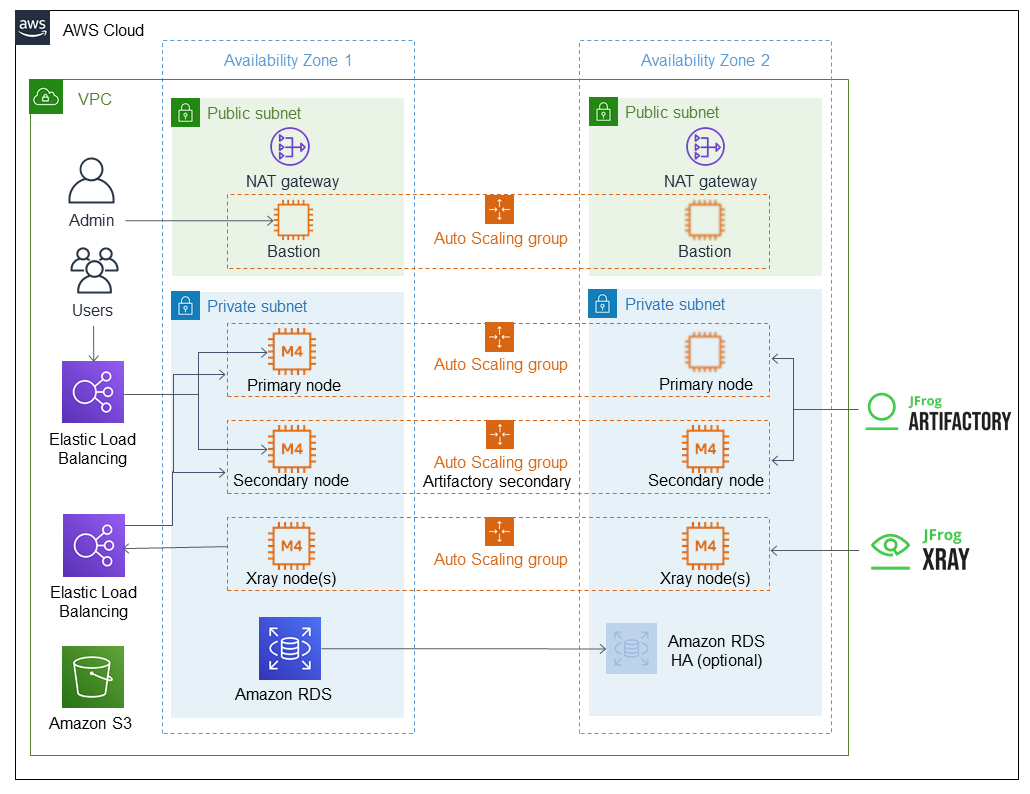 aws
AWS Cloud
Availability Zone 1
Availability Zone 2
VPC
Public subnet
Public subnet
NAT gateway
NAT gateway
Admin
Auto Scaling group
Bastion
Bastion
Users
Private subnet
Private subnet
M4
Auto Scaling group
Primary node
Primary node
JFrog
ARTIFACTORY
Elastic Load
Balancing
M4
M4
Auto Scaling group
Secondary node
Artifactory secondary
Secondary node
M4
M4
JFrog
XRAY
Auto Scaling group
Xray node(s)
Xray node(s)
Elastic Load
Balancing
Amazon RDS
HA (optional)
Amazon RDS
Amazon S3